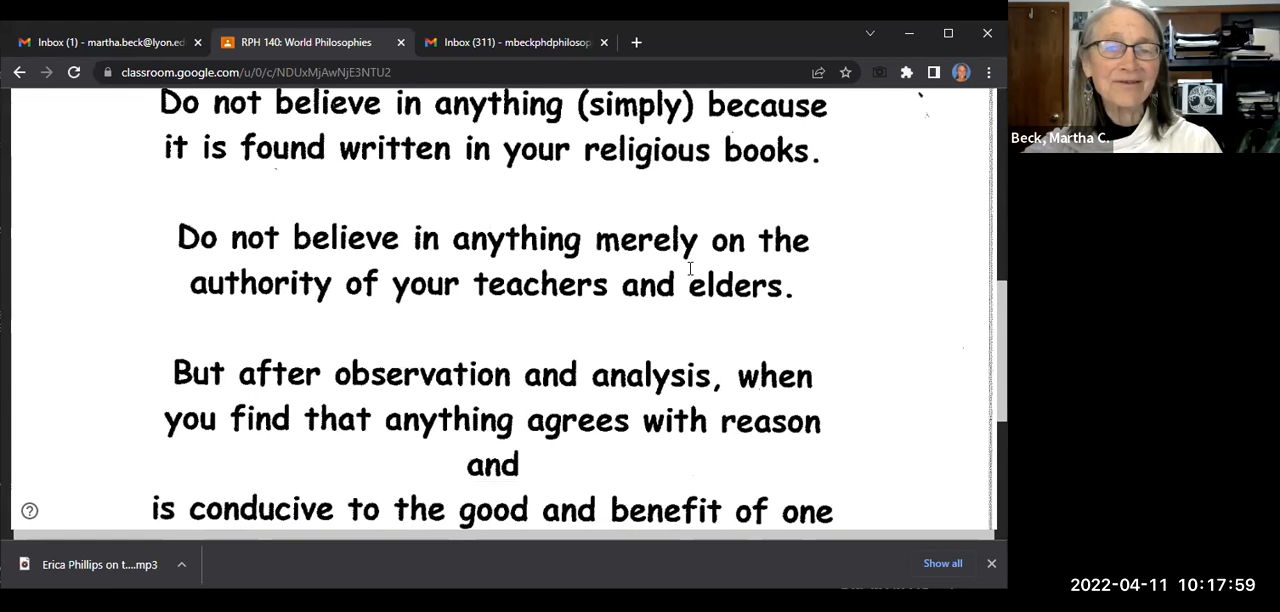 Inbox (1) - martha.beck@lyon.ed
RPH 140: World Philosophies
Inbox (311) - mbeckphdphilosop
classroom.google.com/u/0/c/NDUxMjAwNjE3NTU2
Do not believe in anything (simply) because
it is found written in your religious books.
Do not believe in anything merely on the
authority of your teachers and elders.
But after observation and analysis, when
you find that anything agrees with reason
and
is conducive to the good and benefit of one
Beck, Martha C.
Erica Phillips on t....mp3
Show all
2022-04-11 10:17:59